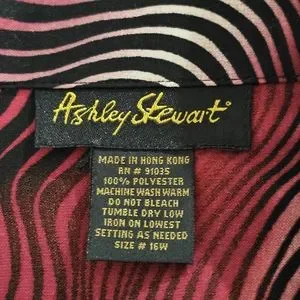 Ashley Stewart
MADE IN HONG KONG
RN # 91035
100% POLYESTER
MACHINE WASH WARM
DO NOT BLEACH
TUMBLE DRY LOW
IRON ON LOWEST
SETTING AS NEEDED
SIZE # 16W